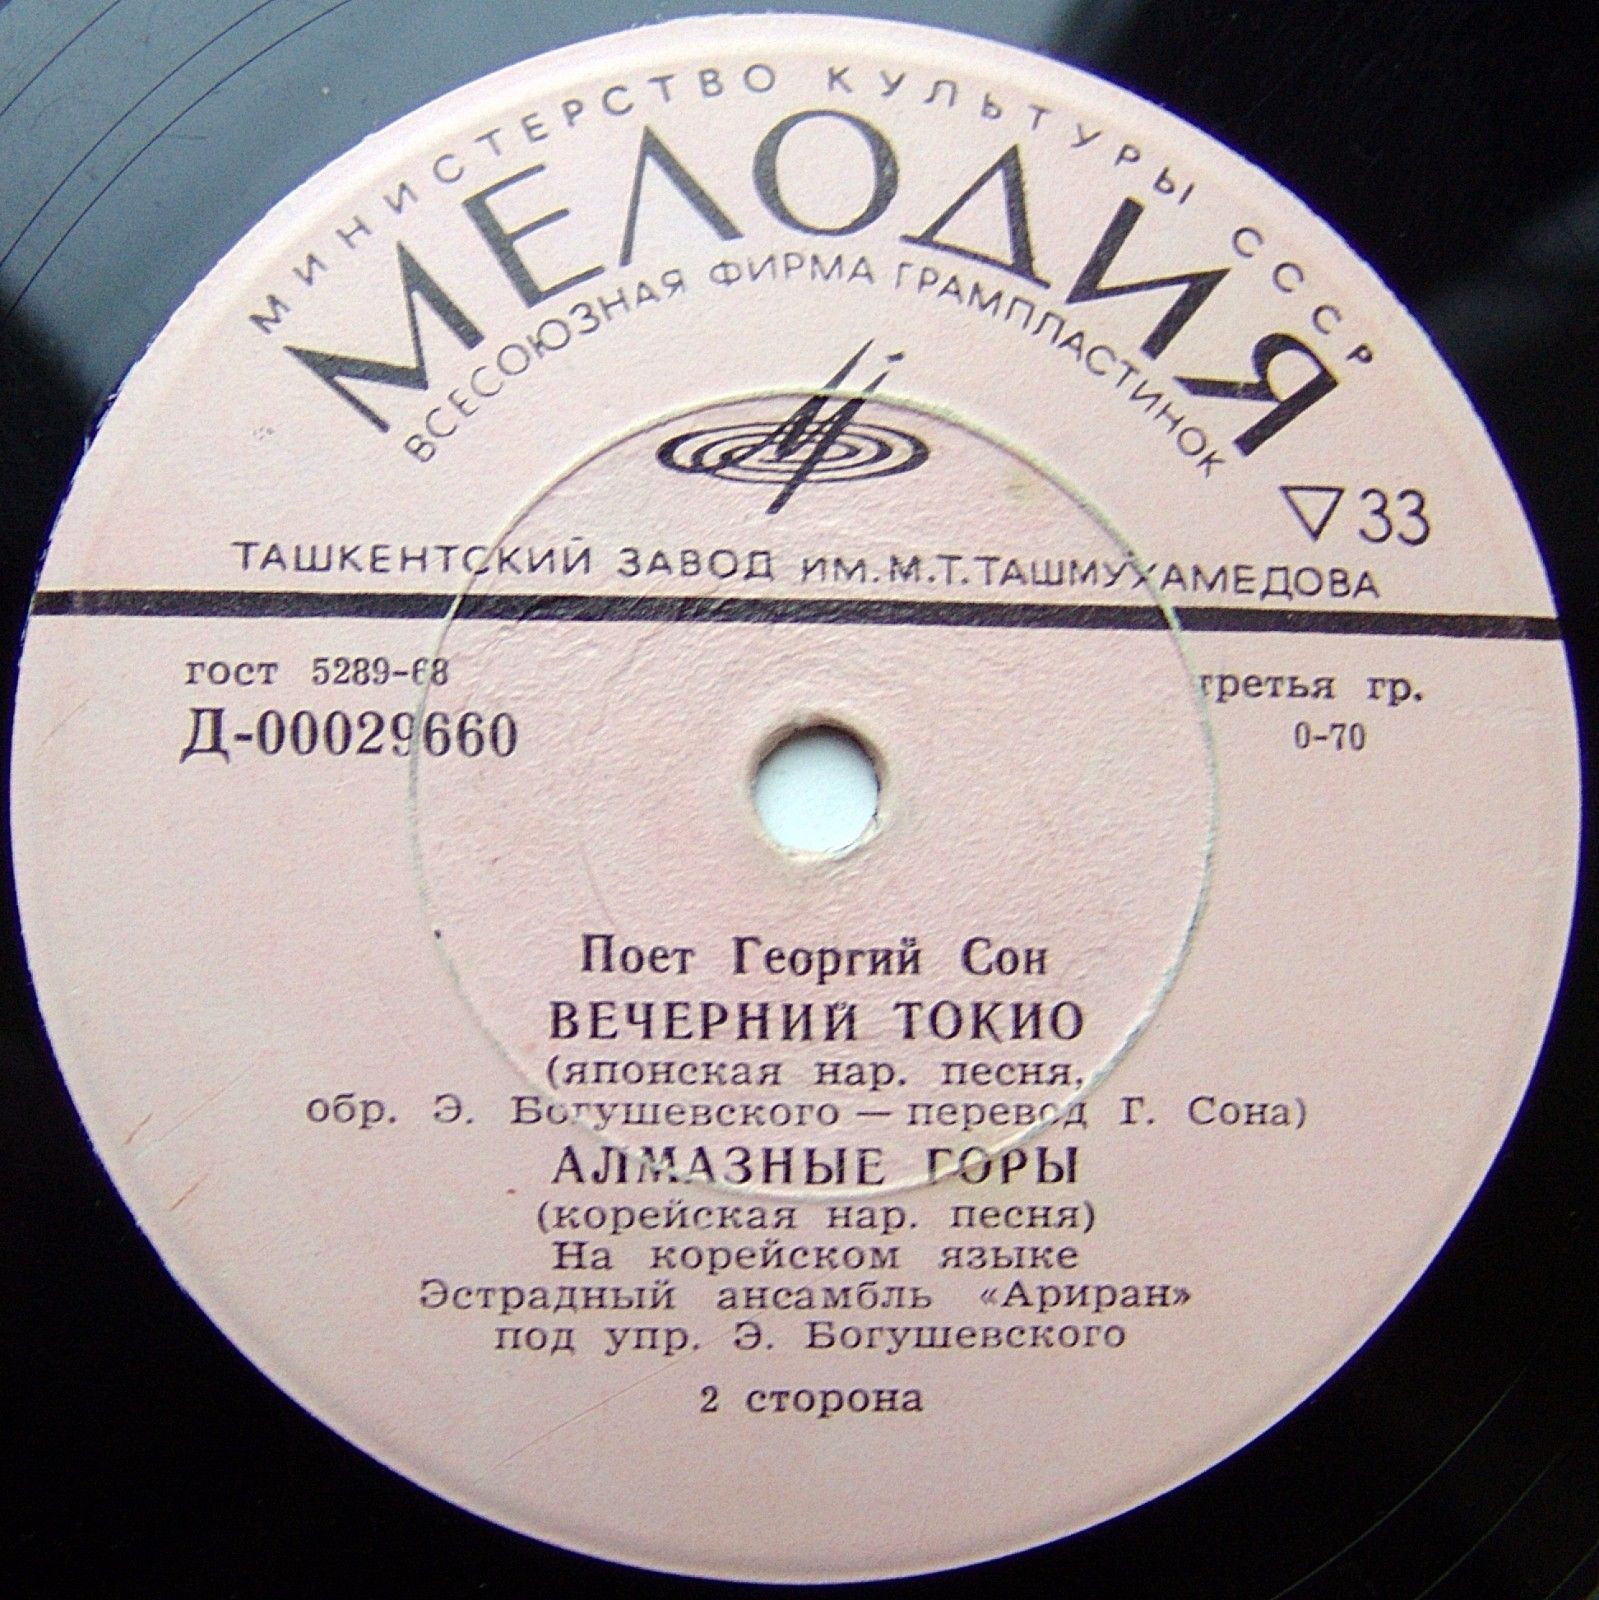 МИНИСТЕРСТВО КУЛЬТУРЫ СССР
МЕЛОДИЯ
ВСЕСОЮЗНАЯ ФИРМА ГРАМПЛАСТИНОК
33
ТАШКЕНТСКИЙ ЗАВОД ИМ. М.Т. ТАШМУХАМЕДОВА
гост 5289-68
третья гр.
Д-00029660
0-70
Поет Георгий Сон
ВЕЧЕРНИЙ ТОКИО
(японская нар. песня,
обр. Э. Богушевского — перевод Г. Сона)
АЛМАЗНЫЕ ГОРЫ
(корейская нар. песня)
На корейском языке
Эстрадный ансамбль «Ариран»
под упр. Э. Богушевского
2 сторона